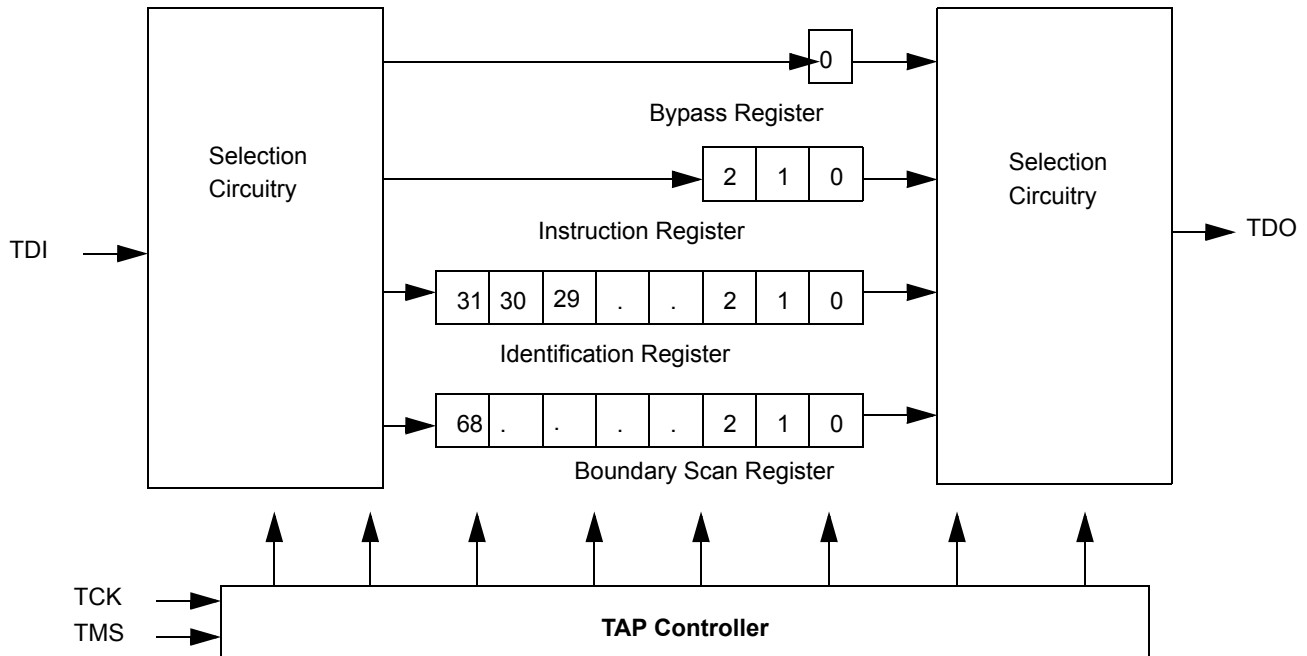 0
Bypass Register
Selection
Circuitry
2 1 0
Selection
Circuitry
Instruction Register
TDI
TDO
31 30 29 . . 2 1 0
Identification Register
68 . . . . 2 1 0
Boundary Scan Register
TCK
TMS
TAP Controller